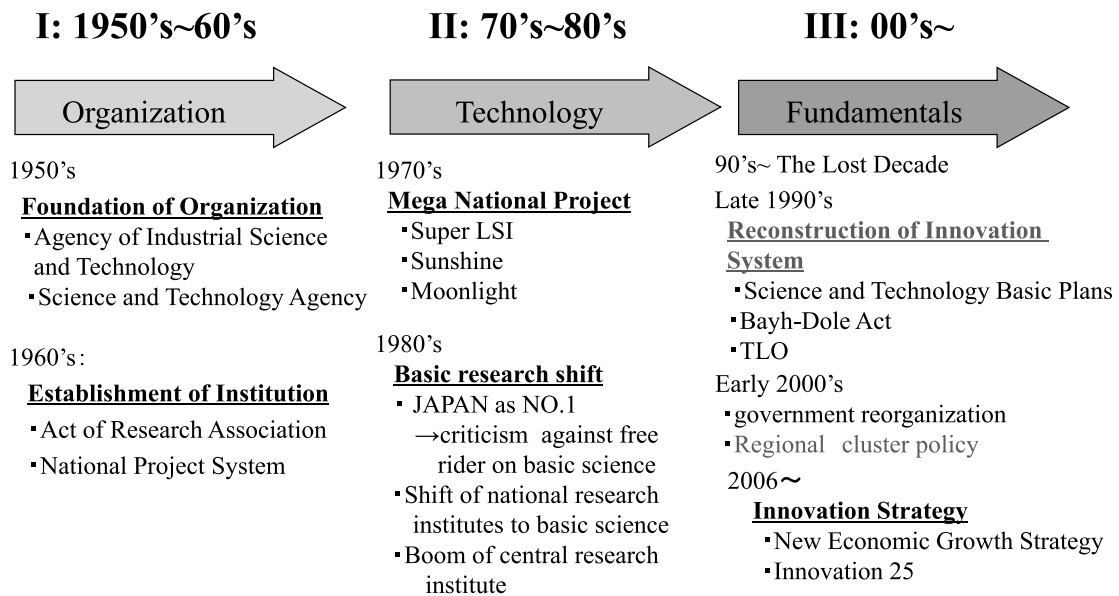 I: 1950’s~60’s
Organization
1950’s
Foundation of Organization
▪Agency of Industrial Science
and Technology
▪Science and Technology Agency
1960’s:
Establishment of Institution
▪Act of Research Association
▪National Project System
II: 70’s~80’s
Technology
1970’s
Mega National Project
▪Super LSI
▪Sunshine
▪Moonlight
1980’s
Basic research shift
▪ JAPAN as NO.1
→criticism against free
rider on basic science
▪Shift of national research
institutes to basic science
▪Boom of central research
institute
III: 00’s~
Fundamentals
90’s~ The Lost Decade
Late 1990’s
Reconstruction of Innovation
System
▪Science and Technology Basic Plans
▪Bayh-Dole Act
▪TLO
Early 2000’s
▪government reorganization
▪Regional cluster policy
2006～
Innovation Strategy
▪New Economic Growth Strategy
▪Innovation 25